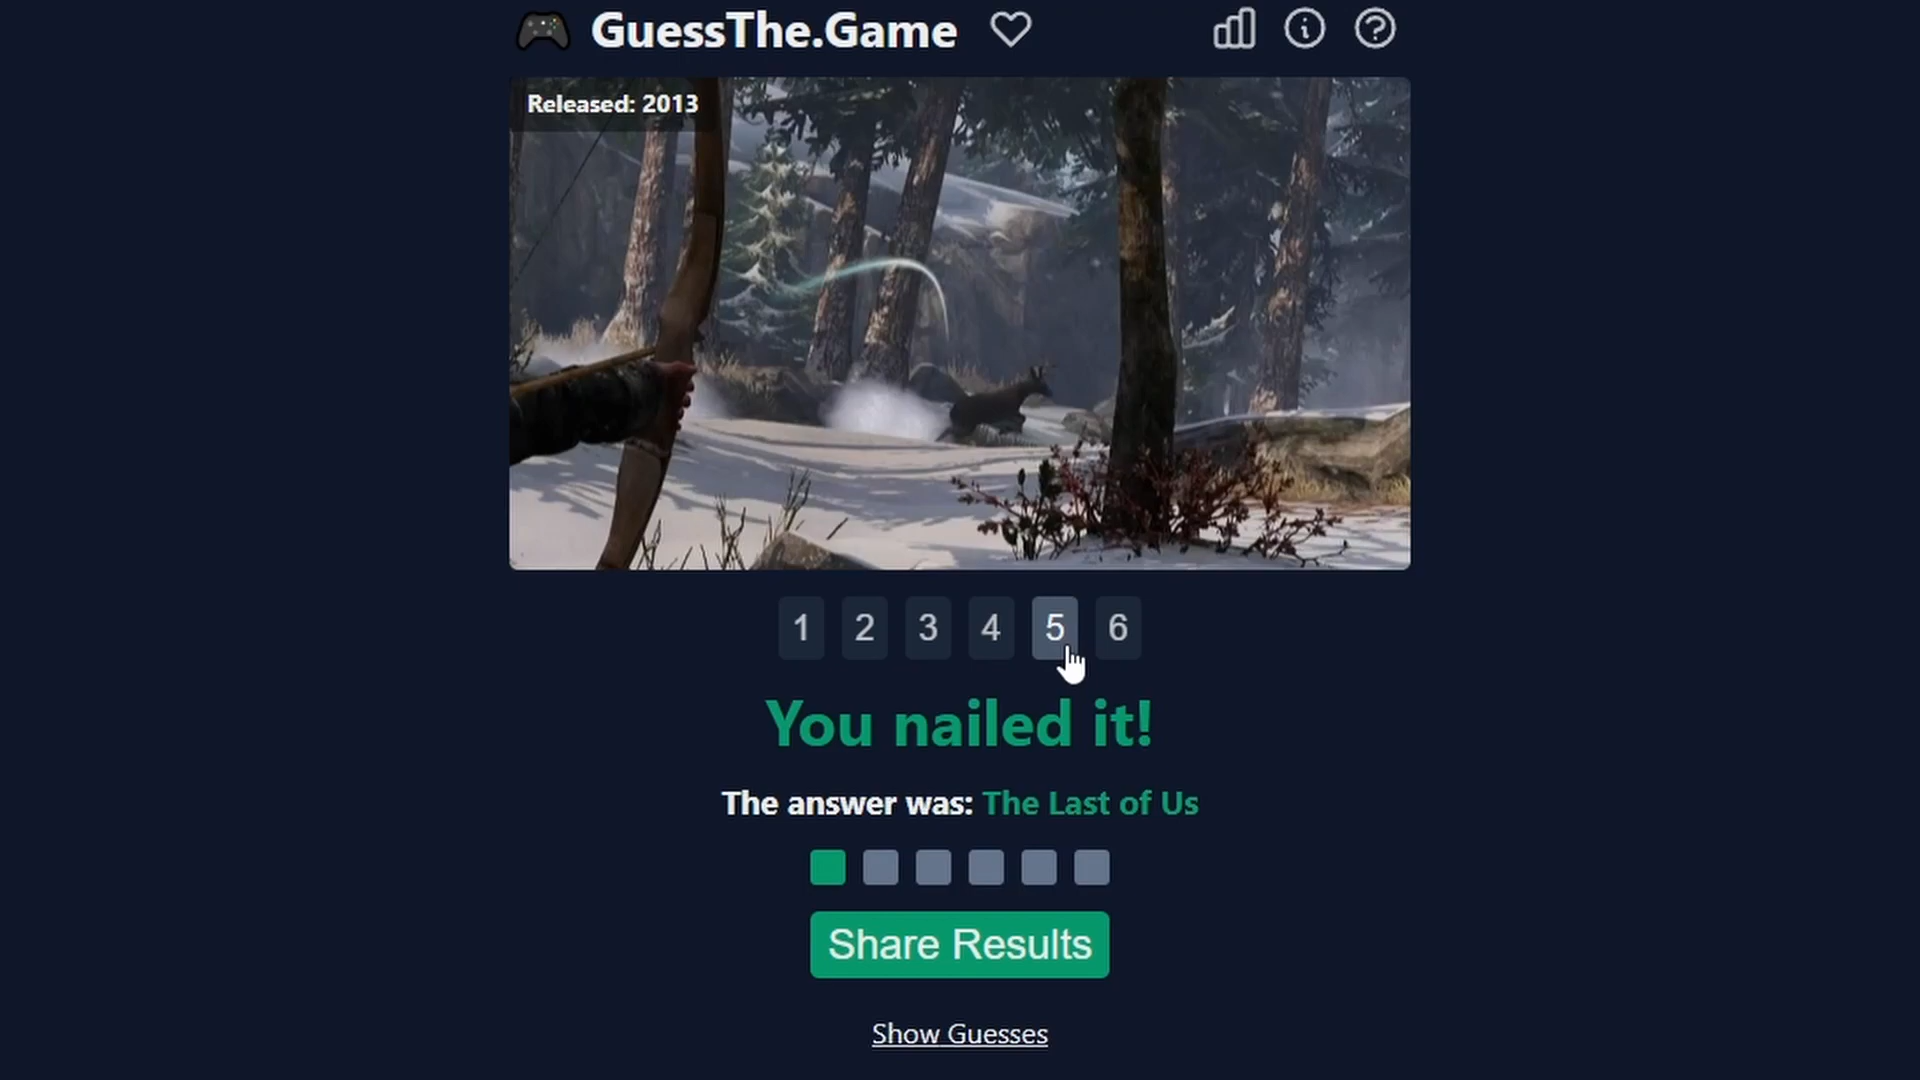 GuessThe.Game
Released: 2013
1 2 3 4 5 6
You nailed it!
The answer was: The Last of Us
Share Results
Show Guesses